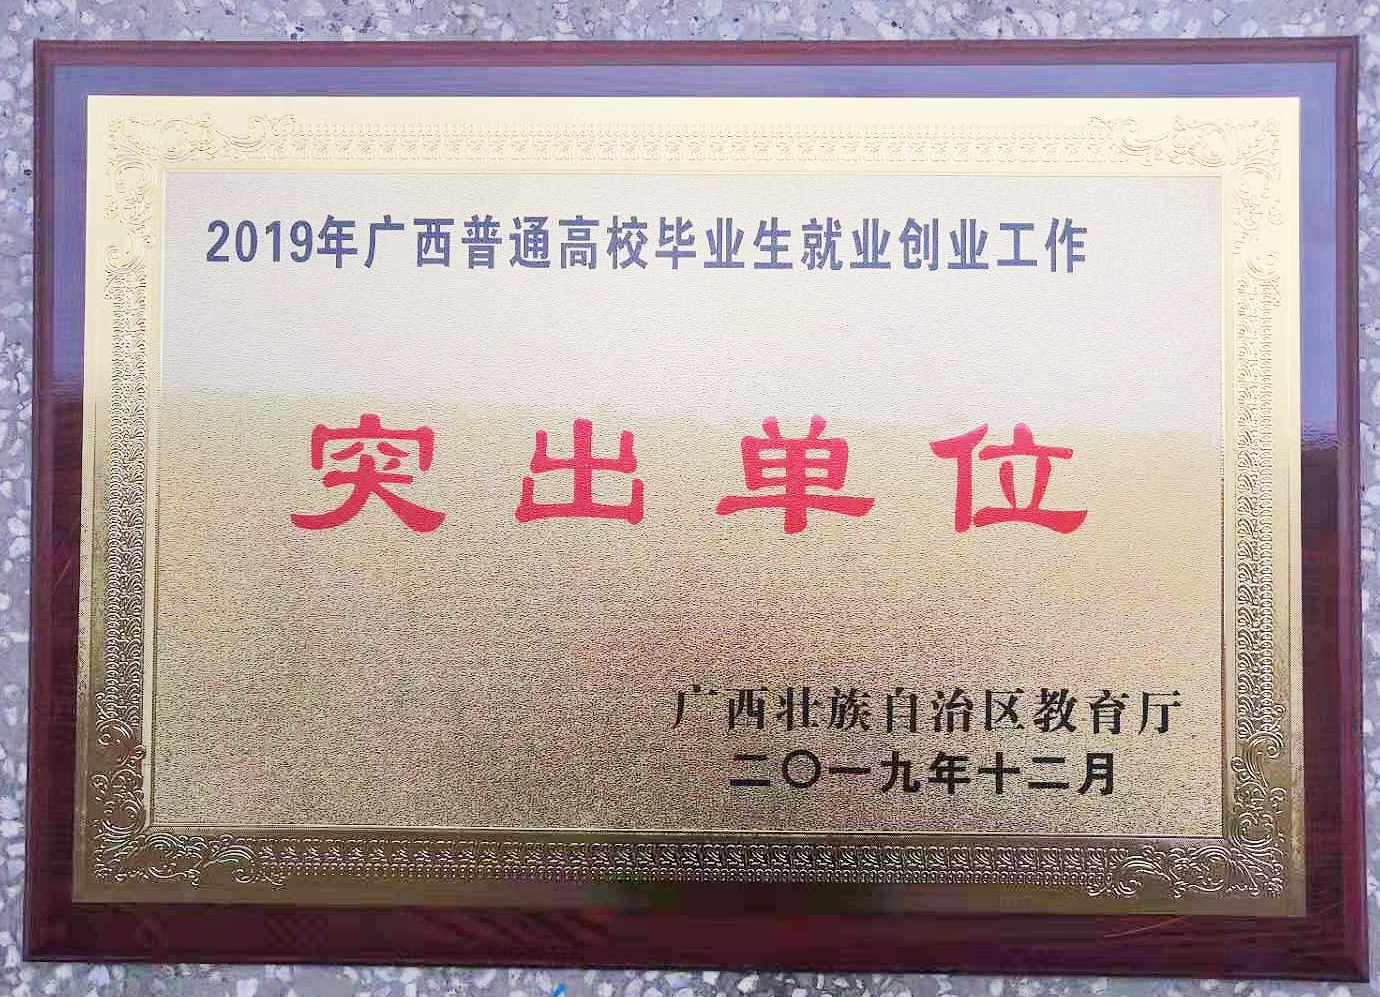 2019年广西普通高校毕业生就业创业工作
突出单位
广西壮族自治区教育厅
二〇一九年十二月